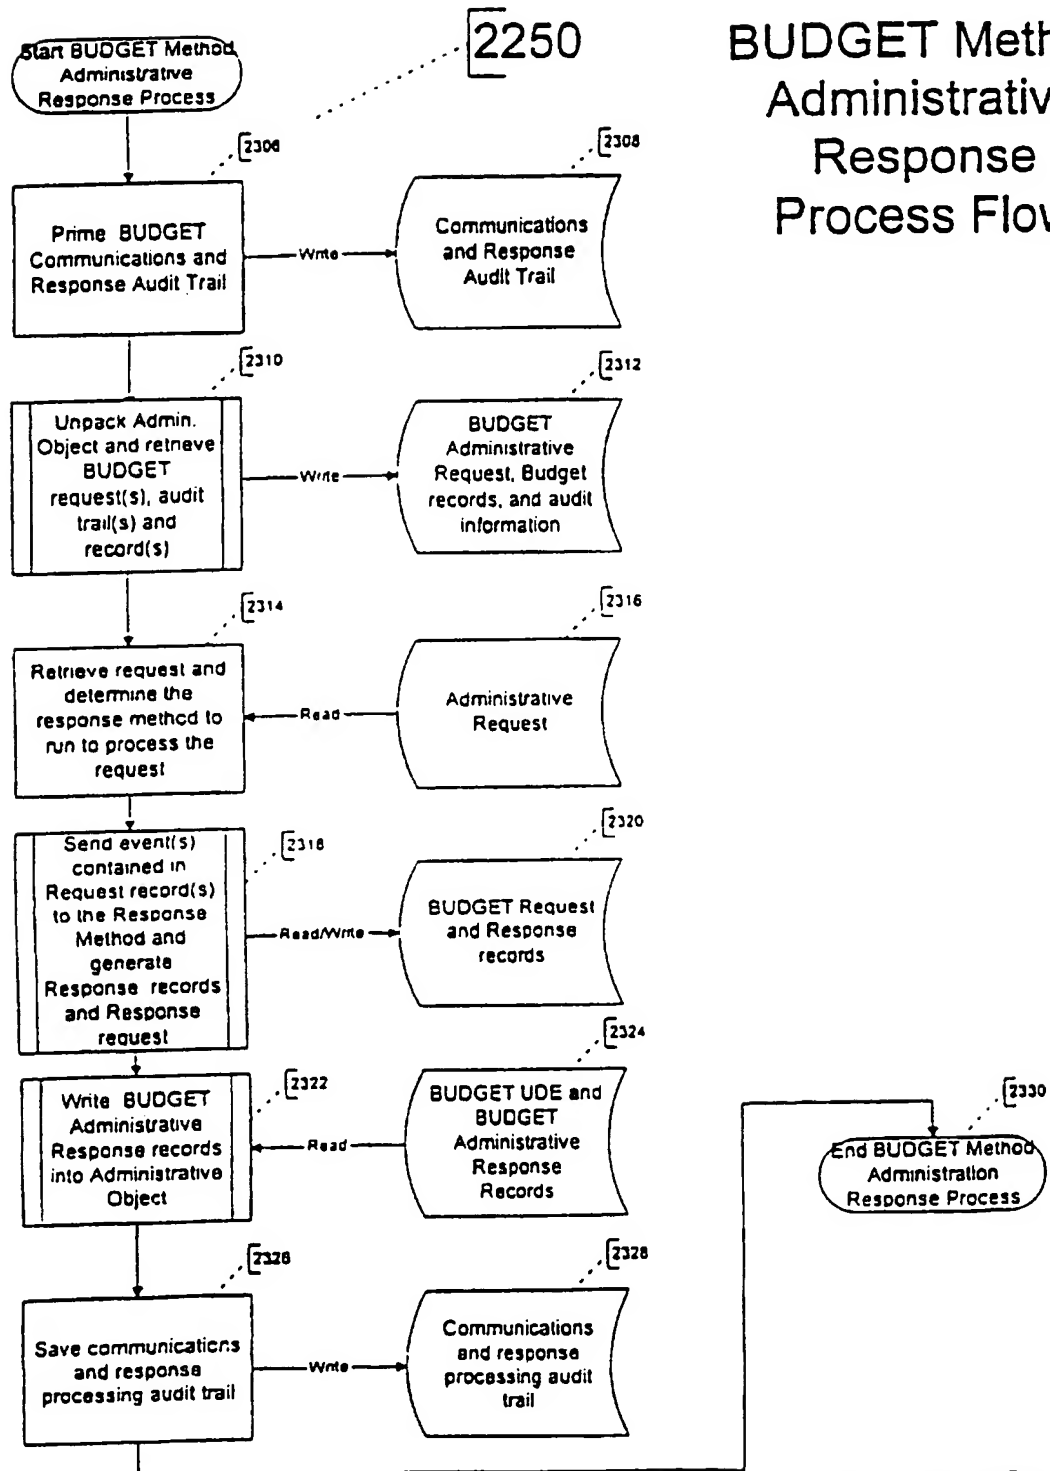 Start BUDGET Method
Administrative
Response Process
2250
BUDGET Meth
Administrativ
Response
Process Flow
2306
2308
Prime BUDGET
Communications and
Response Audit Trail
Write
Communications
and Response
Audit Trail
2310
2312
Unpack Admin.
Object and retrieve
BUDGET
request(s), audit
trail(s) and
record(s)
Write
BUDGET
Administrative
Request, Budget
records, and audit
information
2314
2316
Retrieve request and
determine the
response method to
run to process the
request
Read
Administrative
Request
2318
2320
Send event(s)
contained in
Request record(s)
to the Response
Method and
generate
Response records
and Response
request
Read/Write
BUDGET Request
and Response
records
2322
2324
Write BUDGET
Administrative
Response records
into Administrative
Object
Read
BUDGET UDE and
BUDGET
Administrative
Response
Records
2330
End BUDGET Method
Administration
Response Process
2326
2328
Save communications
and response
processing audit trail
Write
Communications
and response
processing audit
trail